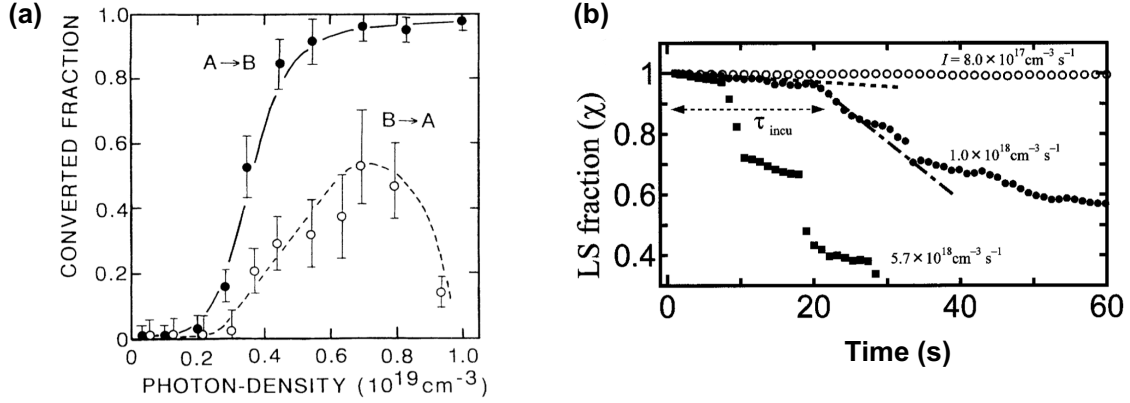 (a)
CONVERTED FRACTION
1.0
0.8
0.6
0.4
0.2
0
A→B
B→A
0 0.2 0.4 0.6 0.8 1.0
PHOTON-DENSITY (10¹⁹cm⁻³)
(b)
LS fraction (χ)
1
0.8
0.6
0.4
I = 8.0 × 10¹⁷cm⁻³ s⁻¹
τ incu
1.0 × 10¹⁸cm⁻³ s⁻¹
5.7 × 10¹⁸cm⁻³ s⁻¹
0 20 40 60
Time (s)